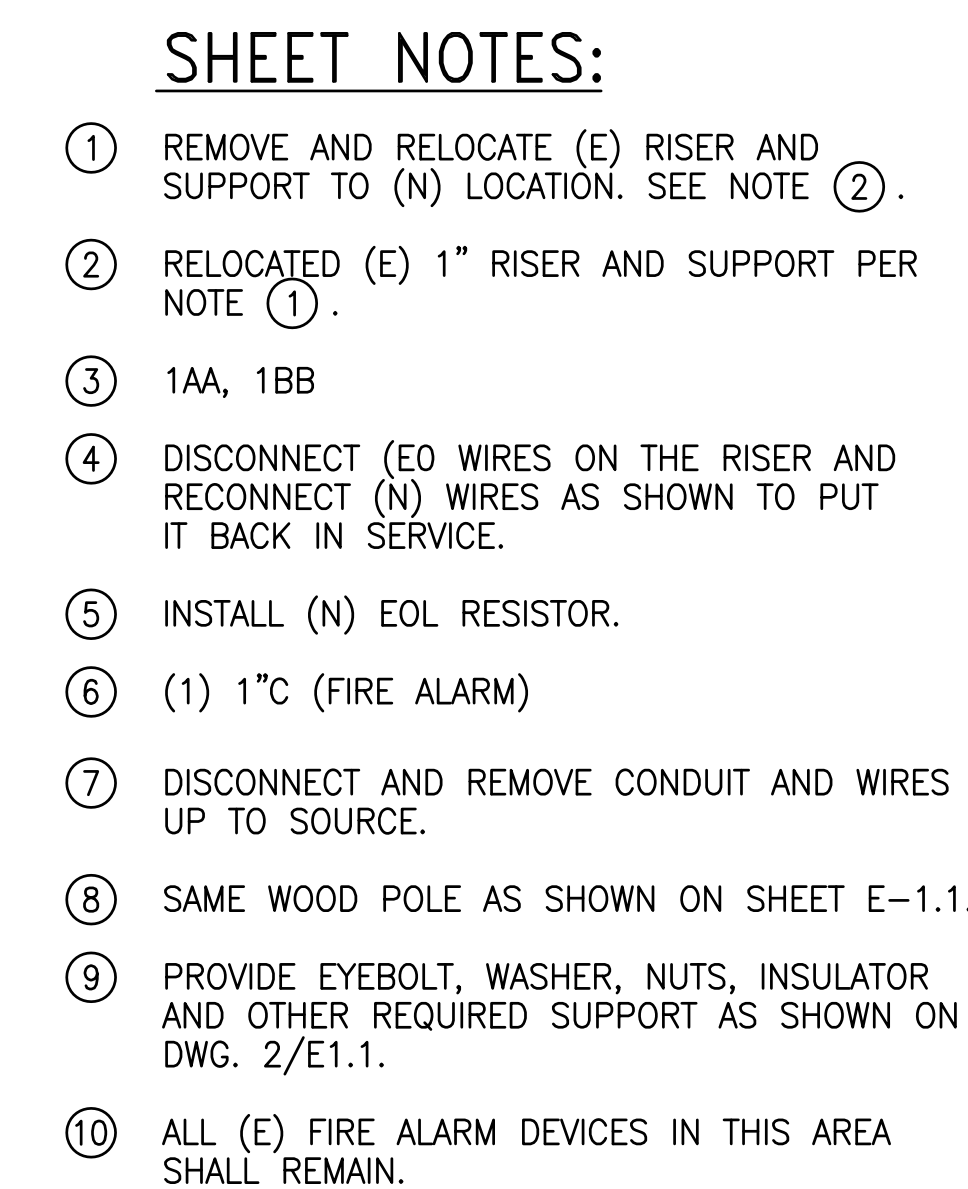 SHEET NOTES:
1 REMOVE AND RELOCATE (E) RISER AND
SUPPORT TO (N) LOCATION. SEE NOTE 2 .
2 RELOCATED (E) 1" RISER AND SUPPORT PER
NOTE 1 .
3 1AA, 1BB
4 DISCONNECT (E0 WIRES ON THE RISER AND
RECONNECT (N) WIRES AS SHOWN TO PUT
IT BACK IN SERVICE.
5 INSTALL (N) EOL RESISTOR.
6 (1) 1"C (FIRE ALARM)
7 DISCONNECT AND REMOVE CONDUIT AND WIRES
UP TO SOURCE.
8 SAME WOOD POLE AS SHOWN ON SHEET E-1.1.
9 PROVIDE EYEBOLT, WASHER, NUTS, INSULATOR
AND OTHER REQUIRED SUPPORT AS SHOWN ON
DWG. 2/E1.1.
10 ALL (E) FIRE ALARM DEVICES IN THIS AREA
SHALL REMAIN.